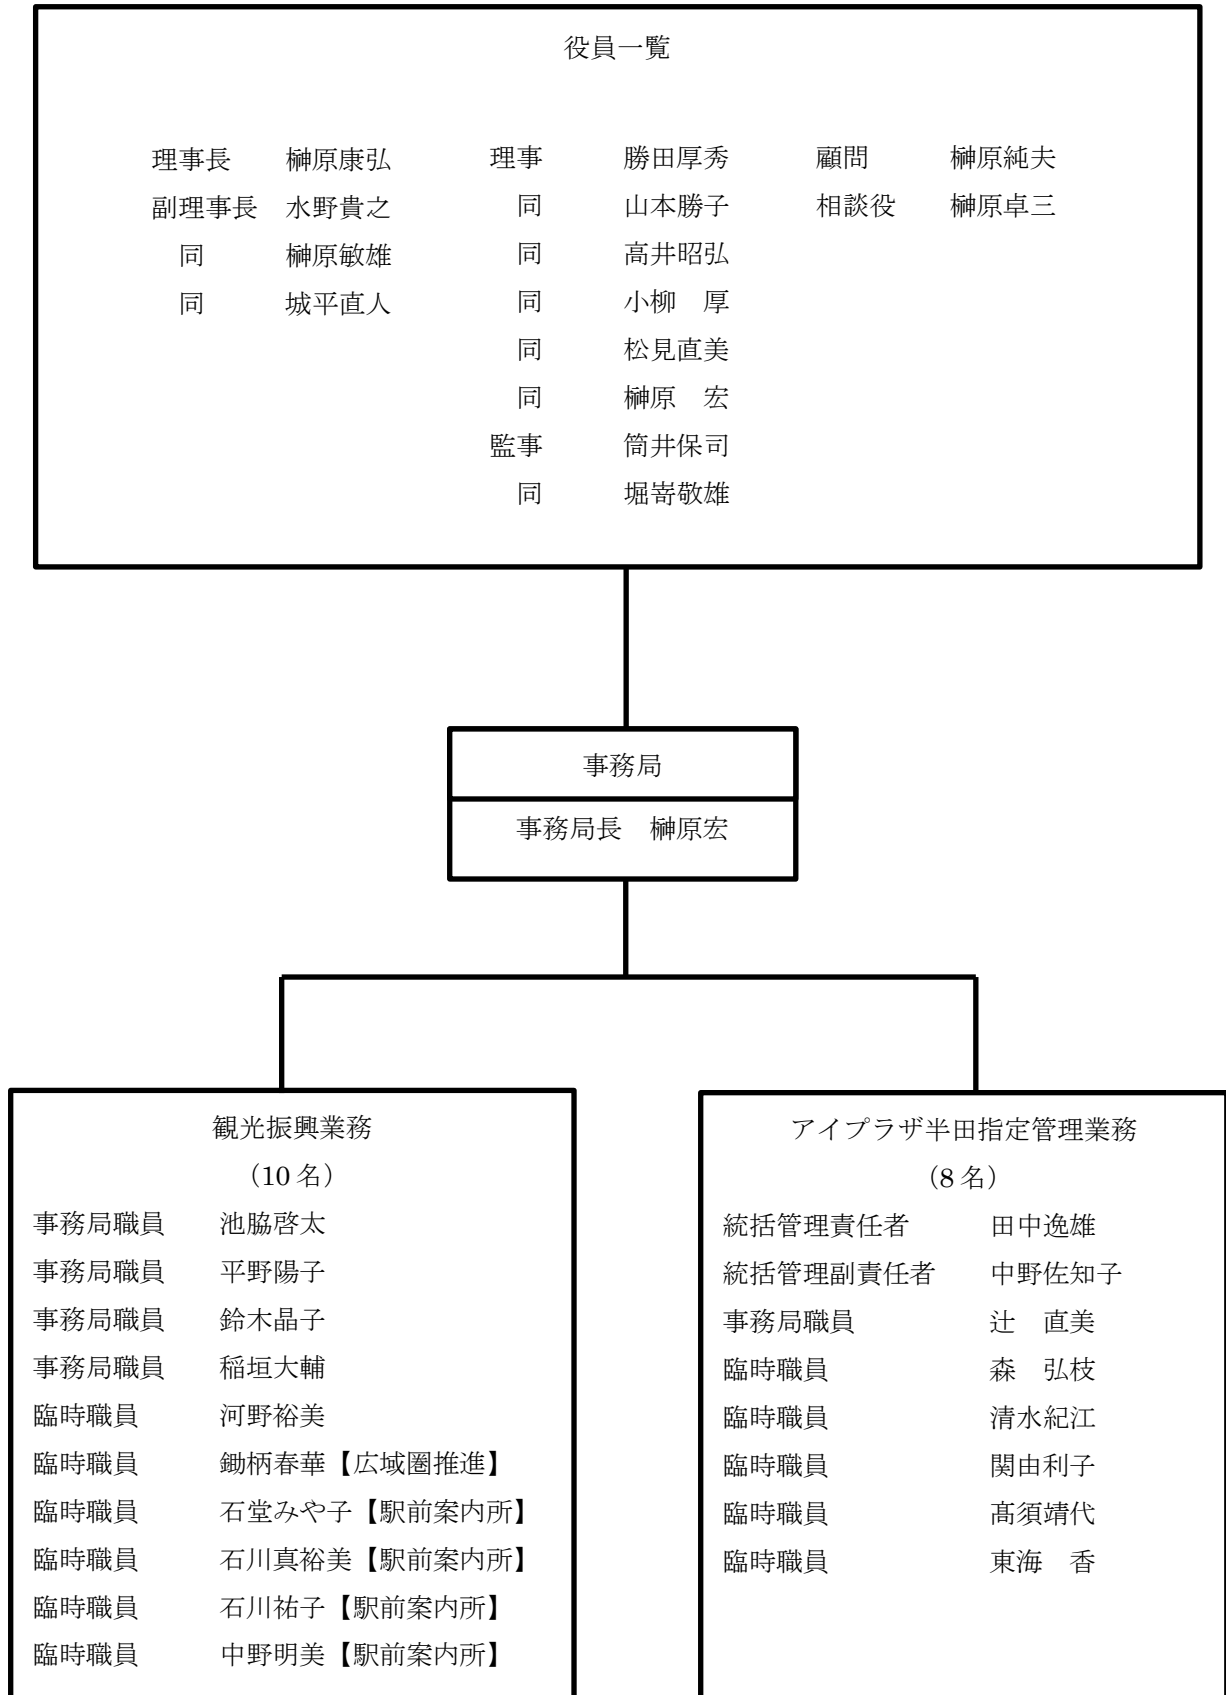 役員一覧
理事長 榊原康弘 理事 勝田厚秀 顧問 榊原純夫
副理事長 水野貴之 同 山本勝子 相談役 榊原卓三
同 榊原敏雄 同 高井昭弘
同 城平直人 同 小柳　厚
同 松見直美
同 榊原　宏
監事 筒井保司
同 堀嵜敬雄
事務局
事務局長　榊原宏
観光振興業務
（10名）
事務局職員 池脇啓太
事務局職員 平野陽子
事務局職員 鈴木晶子
事務局職員 稲垣大輔
臨時職員 河野裕美
臨時職員 鋤柄春華【広域圏推進】
臨時職員 石堂みや子【駅前案内所】
臨時職員 石川真裕美【駅前案内所】
臨時職員 石川祐子【駅前案内所】
臨時職員 中野明美【駅前案内所】
アイプラザ半田指定管理業務
（8名）
統括管理責任者 田中逸雄
統括管理副責任者 中野佐知子
事務局職員 辻　直美
臨時職員 森　弘枝
臨時職員 清水紀江
臨時職員 関由利子
臨時職員 髙須靖代
臨時職員 東海　香